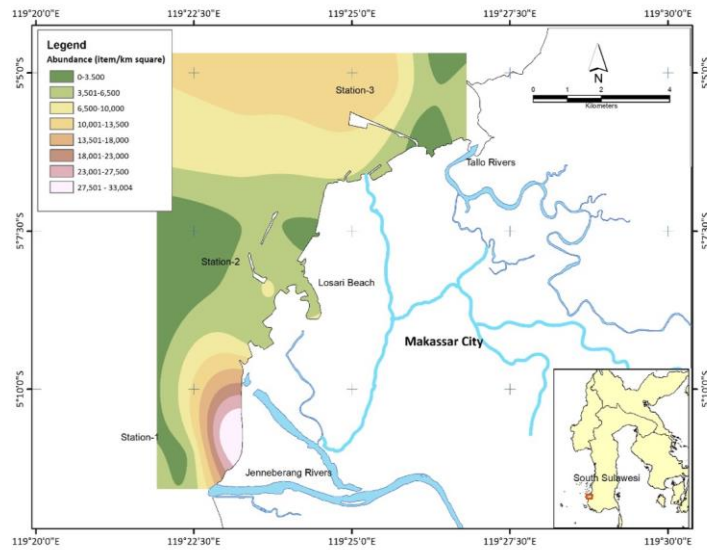 119°20'0"E 119°22'30"E 119°25'0"E 119°27'30"E 119°30'0"E
Legend
Abundance (item/km square)
0-3.500
3,501-6,500
6,500-10,000
10,001-13,500
13,501-18,000
18,001-23,000
23,001-27,500
27,501 - 33,004
N
0 1 2 4
Kilometers
5°5'0"S 5°5'0"S
Station-3
Tallo Rivers
5°7'30"S 5°7'30"S
Station-2
Losari Beach
Makassar City
5°10'0"S 5°10'0"S
Station-1
Jenneberang Rivers
South Sulawesi
119°20'0"E 119°22'30"E 119°25'0"E 119°27'30"E 119°30'0"E